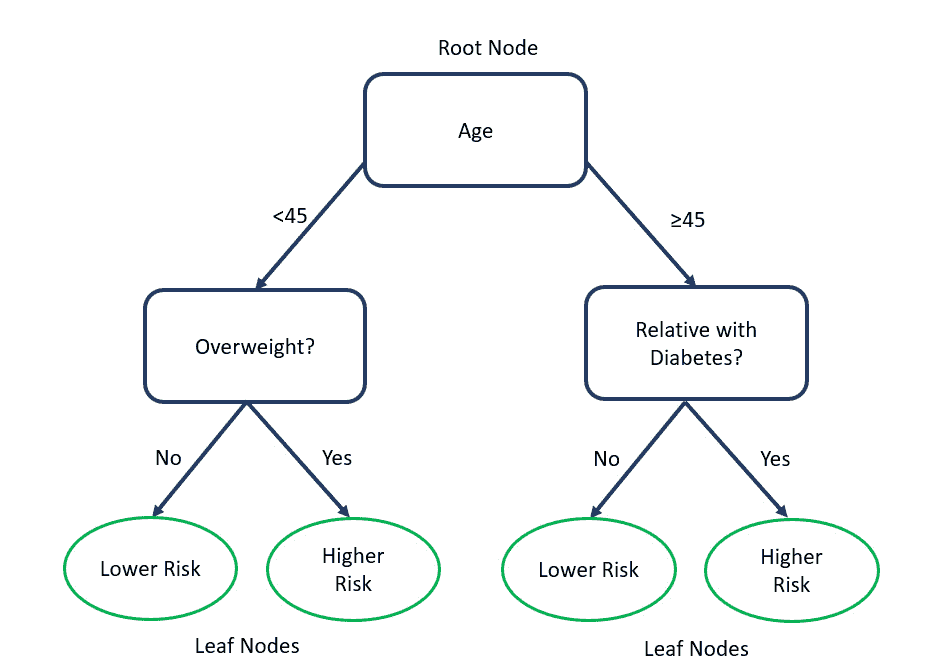 Root Node
Age
<45
≥45
Overweight?
Relative with
Diabetes?
No
Yes
No
Yes
Lower Risk
Higher
Risk
Lower Risk
Higher
Risk
Leaf Nodes
Leaf Nodes